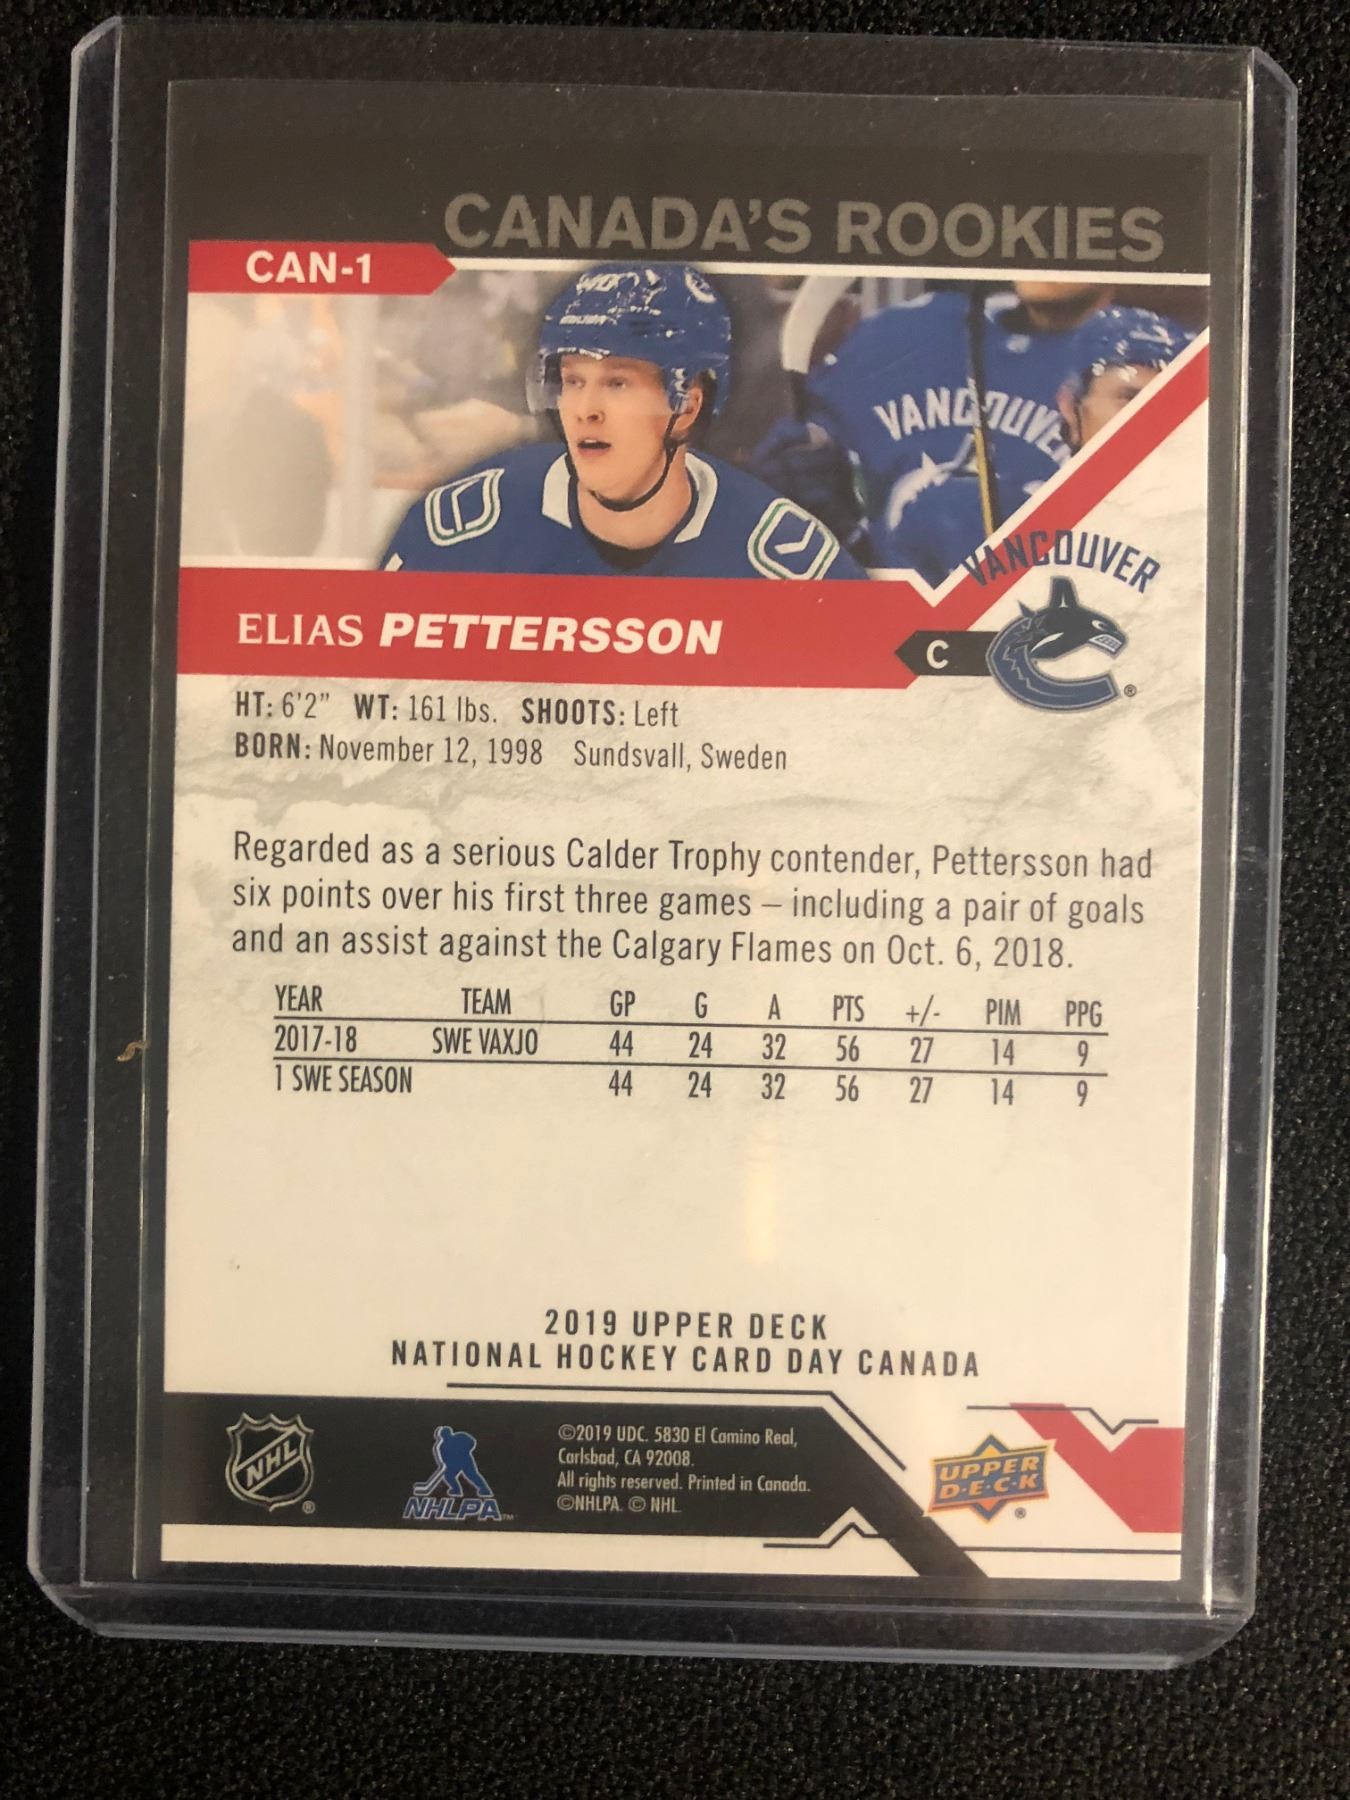 CANADA'S ROOKIES
CAN-1
VANCOUVER
VANCOUVER
ELIAS PETTERSSON
C
®
HT: 6'2" WT: 161 lbs. SHOOTS: Left
BORN: November 12, 1998 Sundsvall, Sweden
Regarded as a serious Calder Trophy contender, Pettersson had
six points over his first three games – including a pair of goals
and an assist against the Calgary Flames on Oct. 6, 2018.
YEAR TEAM GP G A PTS +/- PIM PPG
2017-18 SWE VAXJO 44 24 32 56 27 14 9
1 SWE SEASON 44 24 32 56 27 14 9
2019 UPPER DECK
NATIONAL HOCKEY CARD DAY CANADA
NHL ®
NHLPA™
©2019 UDC. 5830 El Camino Real,
Carlsbad, CA 92008.
All rights reserved. Printed in Canada.
©NHLPA. © NHL.
UPPER
D·E·C·K
®